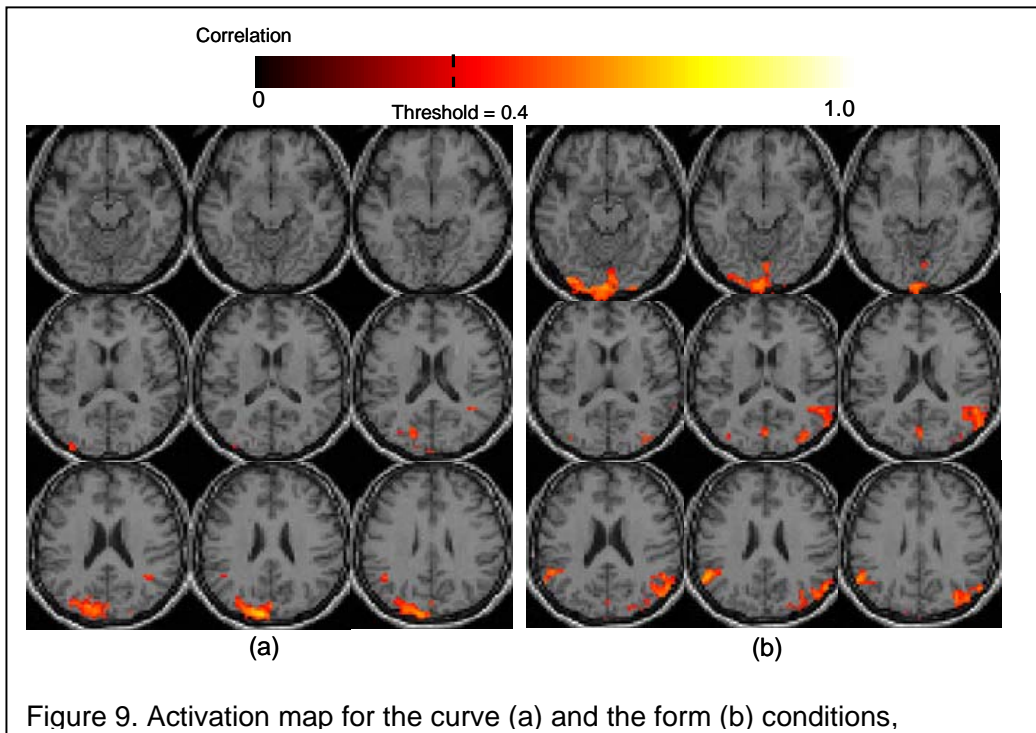 Correlation
0
Threshold = 0.4
1.0
(a)
(b)
Figure 9. Activation map for the curve (a) and the form (b) conditions,